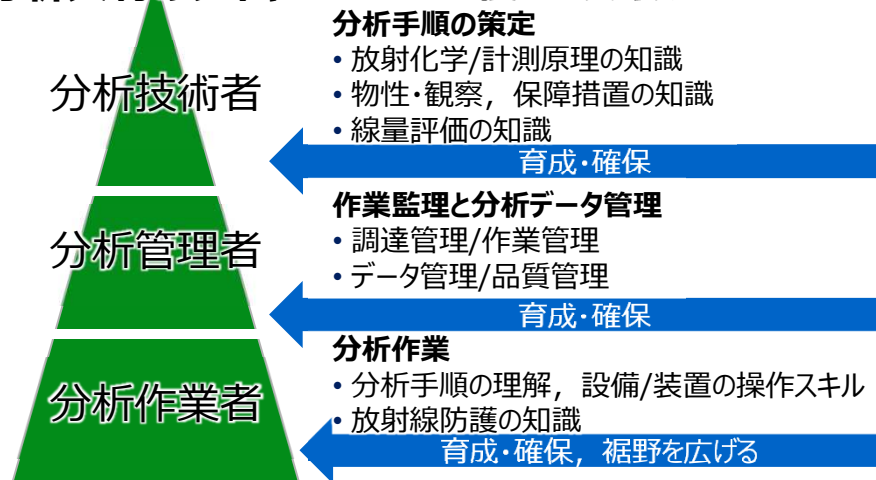 分析手順の策定
• 放射化学/計測原理の知識
• 物性・観察，保障措置の知識
• 線量評価の知識
分析技術者
育成・確保
作業監理と分析データ管理
• 調達管理/作業管理
• データ管理/品質管理
分析管理者
育成・確保
分析作業
• 分析手順の理解，設備/装置の操作スキル
• 放射線防護の知識
分析作業者
育成・確保，裾野を広げる